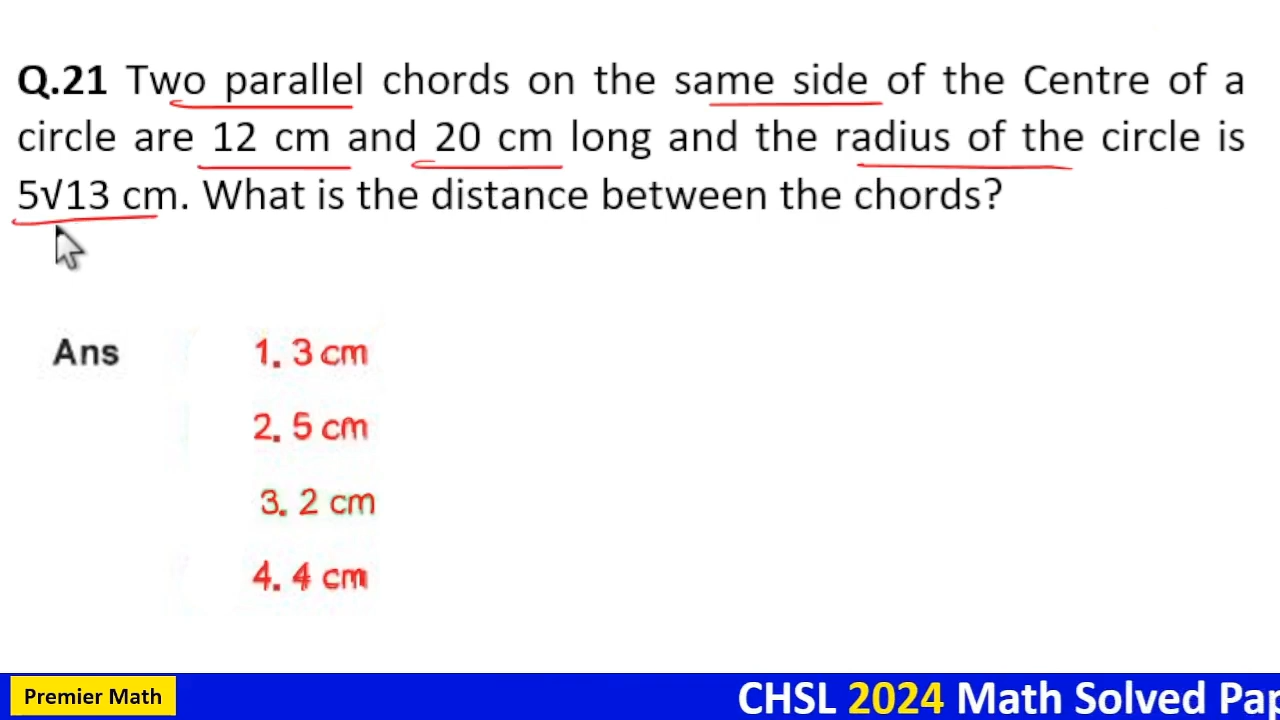 Q.21 Two parallel chords on the same side of the Centre of a
circle are 12 cm and 20 cm long and the radius of the circle is
5√13 cm. What is the distance between the chords?
Ans 1. 3 cm
2. 5 cm
3. 2 cm
4. 4 cm
Premier Math CHSL 2024 Math Solved Pap